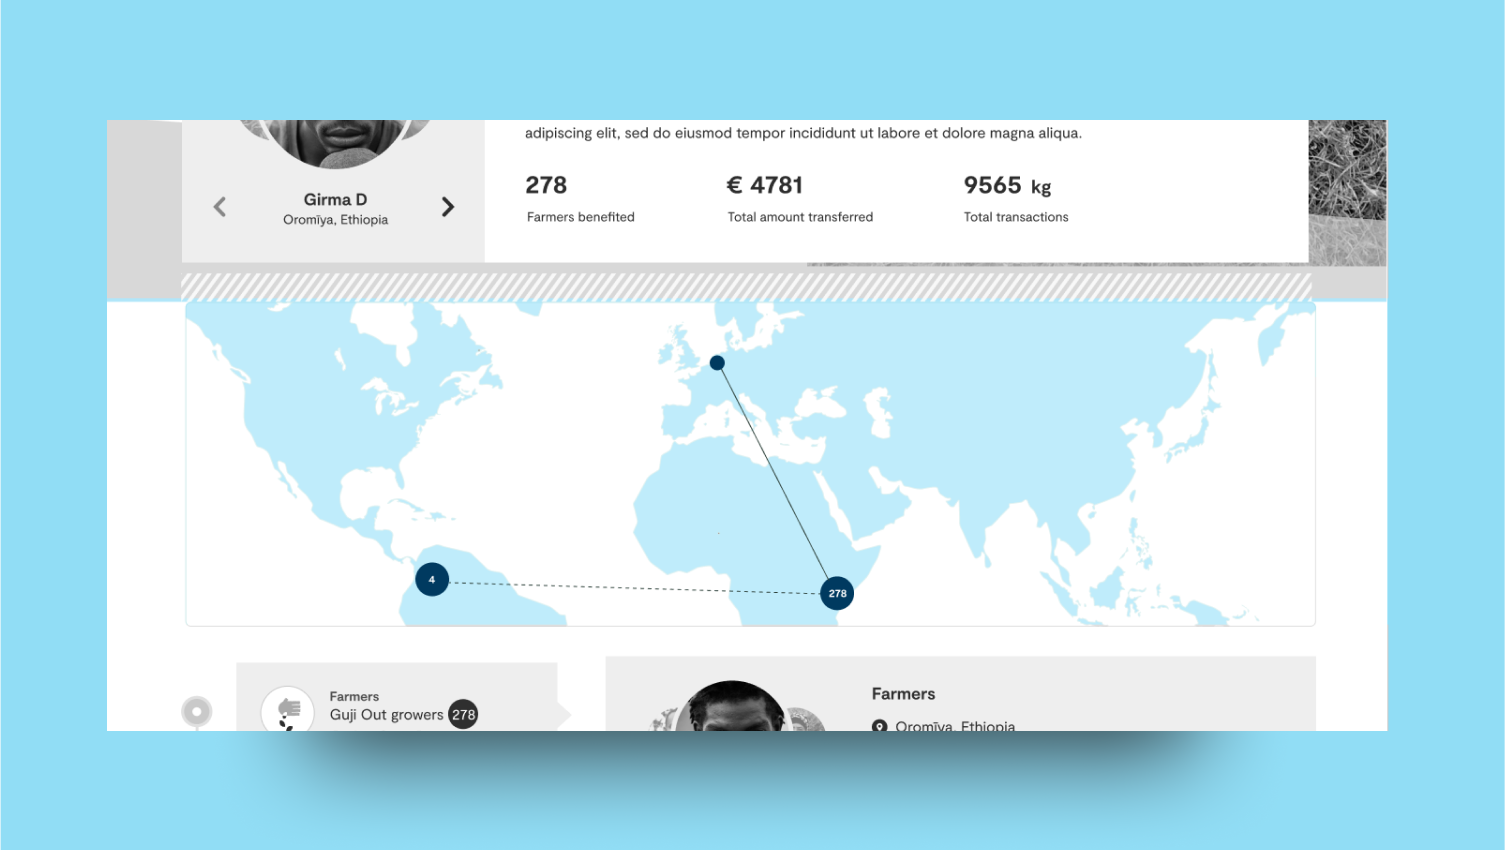 adipiscing elit, sed do eiusmod tempor incididunt ut labore et dolore magna aliqua.
Girma D
Oromīya, Ethiopia
278
Farmers benefited
€ 4781
Total amount transferred
9565 kg
Total transactions
4
278
Farmers
Guji Out growers 278
Farmers
Oromīya, Ethiopia